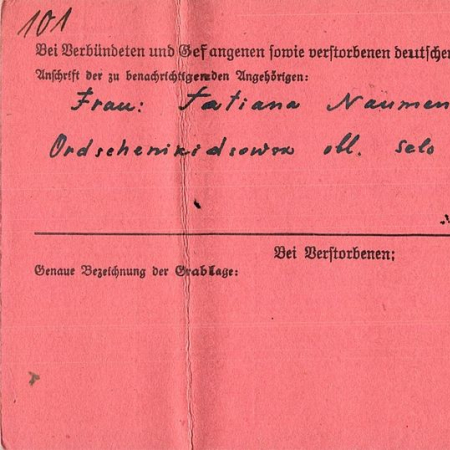 101
Bei Verbündeten und Gefangenen sowie verstorbenen deutschen
Anschrift der zu benachrichtigenden Angehörigen:
Frau: Tatiana Naumen
Ordschenikidsowsk obl. selo
Bei Verstorbenen:
Genaue Bezeichnung der Grablage: